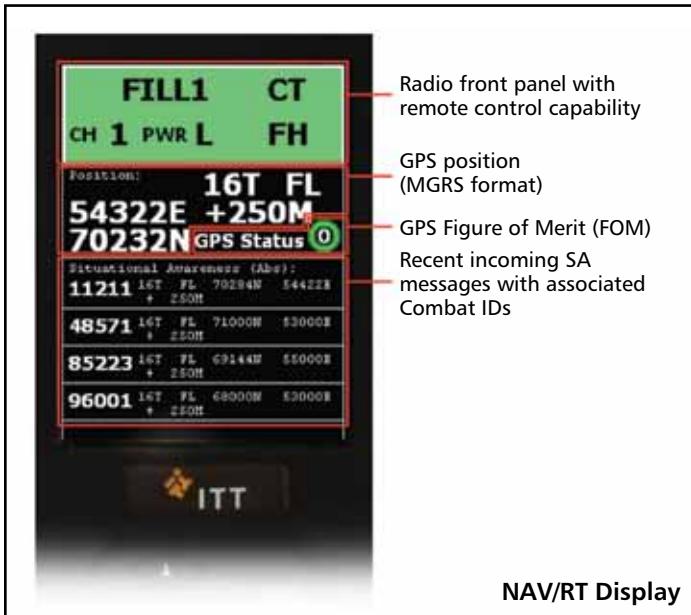 FILL1 CT
CH 1 PWR L FH
Position: 16T FL
54322E +250M
70232N GPS Status 0
Situational Awareness (Abs):
11211 16T FL 70284N 54422E
+ 250M
48571 16T FL 71000N 53000E
+ 250M
85223 16T FL 69144N 55000E
+ 250M
96001 16T FL 68000N 53000E
+ 250M
ITT
Radio front panel with
remote control capability
GPS position
(MGRS format)
GPS Figure of Merit (FOM)
Recent incoming SA
messages with associated
Combat IDs
NAV/RT Display